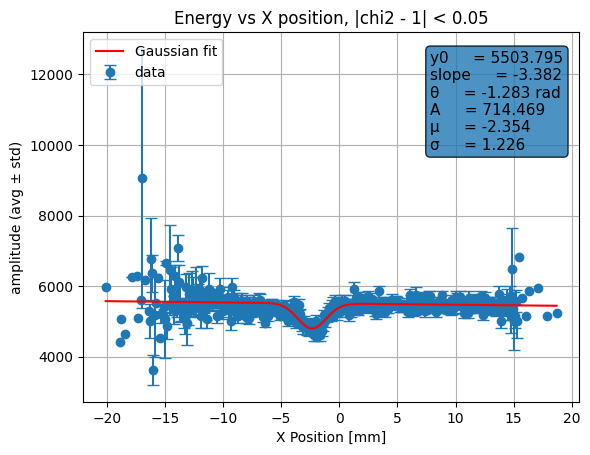 Energy vs X position, |chi2 - 1| < 0.05
Gaussian fit
data
y0 = 5503.795
slope = -3.382
θ = -1.283 rad
A = 714.469
μ = -2.354
σ = 1.226
amplitude (avg ± std)
12000
10000
8000
6000
4000
−20 −15 −10 −5 0 5 10 15 20
X Position [mm]